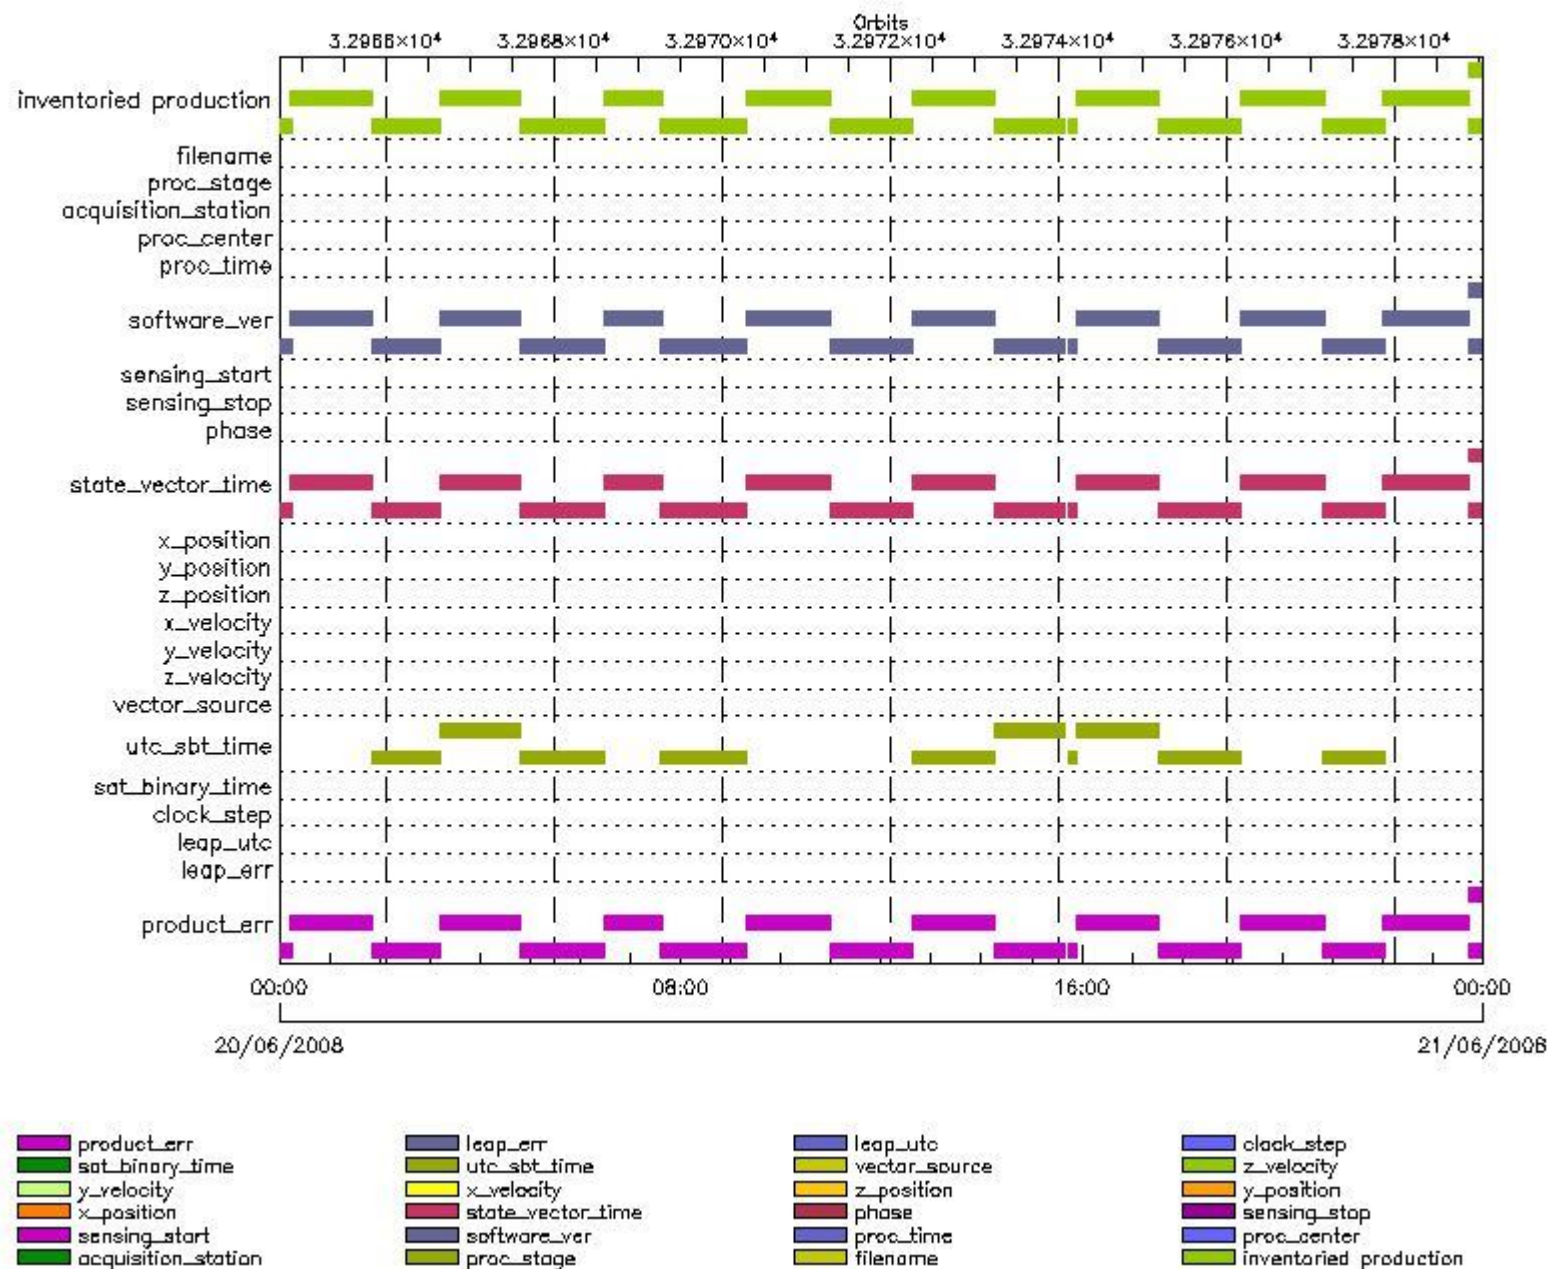 Orbits
3.2966×10⁴ 3.2968×10⁴ 3.2970×10⁴ 3.2972×10⁴ 3.2974×10⁴ 3.2976×10⁴ 3.2978×10⁴
inventoried production
filename
proc_stage
acquisition_station
proc_center
proc_time
software_ver
sensing_start
sensing_stop
phase
state_vector_time
x_position
y_position
z_position
x_velocity
y_velocity
z_velocity
vector_source
utc_sbt_time
sat_binary_time
clock_step
leap_utc
leap_err
product_err
00:00 08:00 16:00 00:00
20/06/2008 21/06/2008
product_err leap_err leap_utc clock_step
sat_binary_time utc_sbt_time vector_source z_velocity
y_velocity x_velocity z_position y_position
x_position state_vector_time phase sensing_stop
sensing_start software_ver proc_time proc_center
acquisition_station proc_stage filename inventoried production